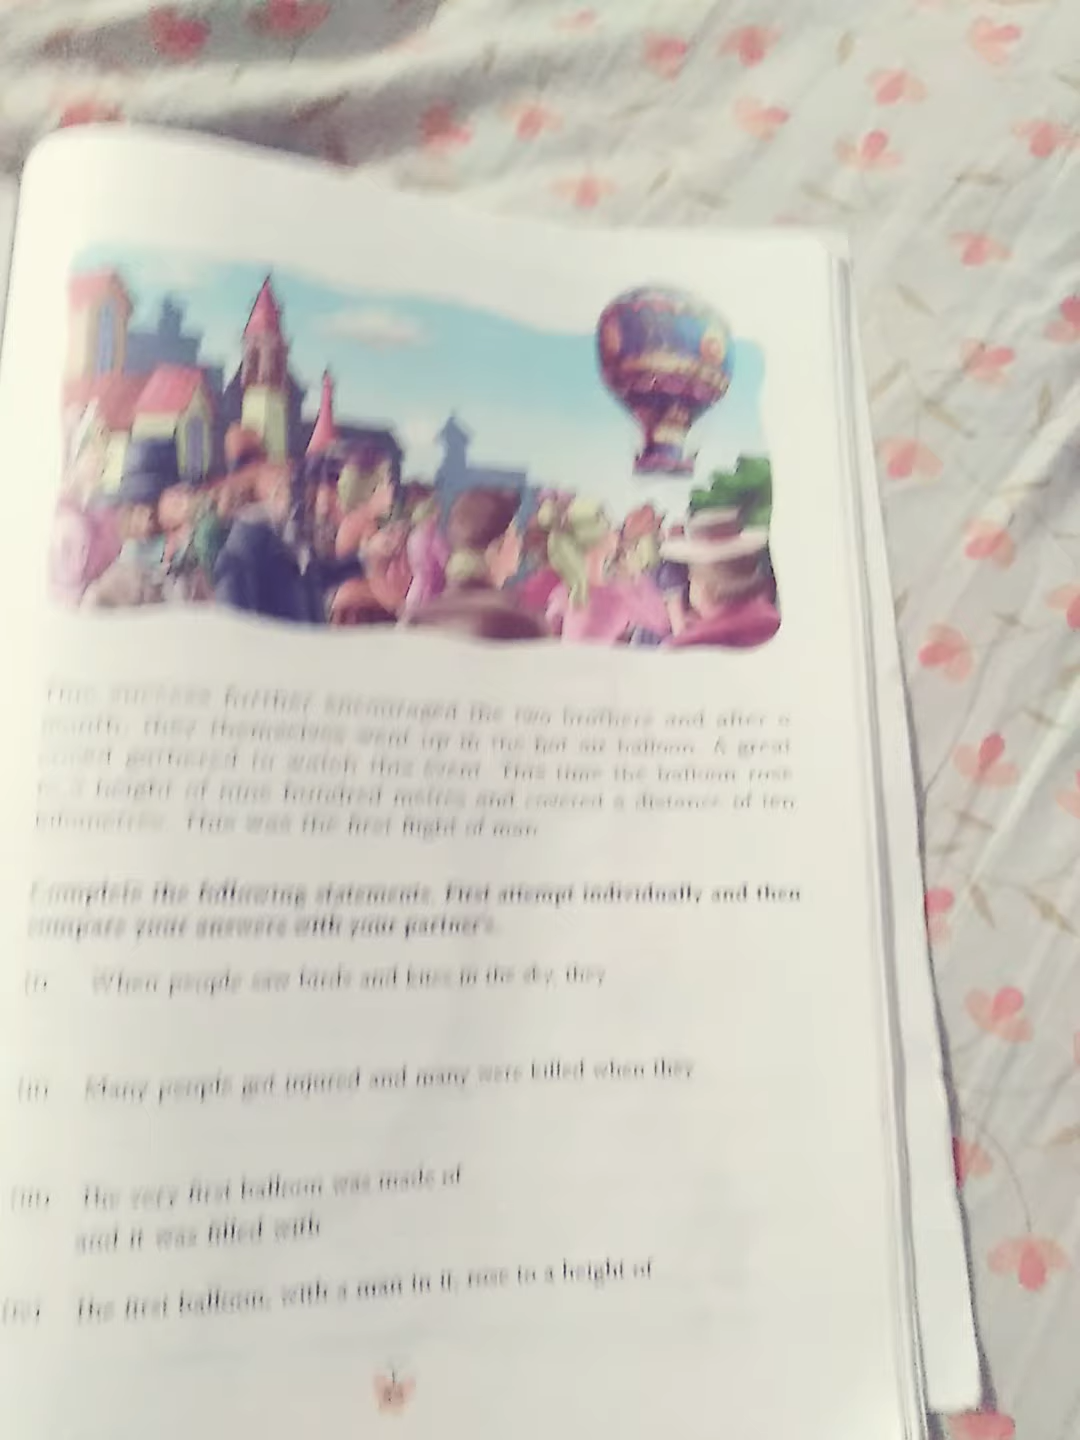 This success further encouraged the two brothers and after a
month, they themselves went up in the hot air balloon. A great
crowd gathered to watch this event. This time the balloon rose
to a height of nine hundred metres and covered a distance of ten
kilometres. This was the first flight of man.
Complete the following statements. First attempt individually and then
compare your answers with your partner's.
(i) When people saw birds and kites in the sky, they
(ii) Many people got injured and many were killed when they
(iii) The very first balloon was made of
and it was filled with
(iv) The first balloon, with a man in it, rose to a height of